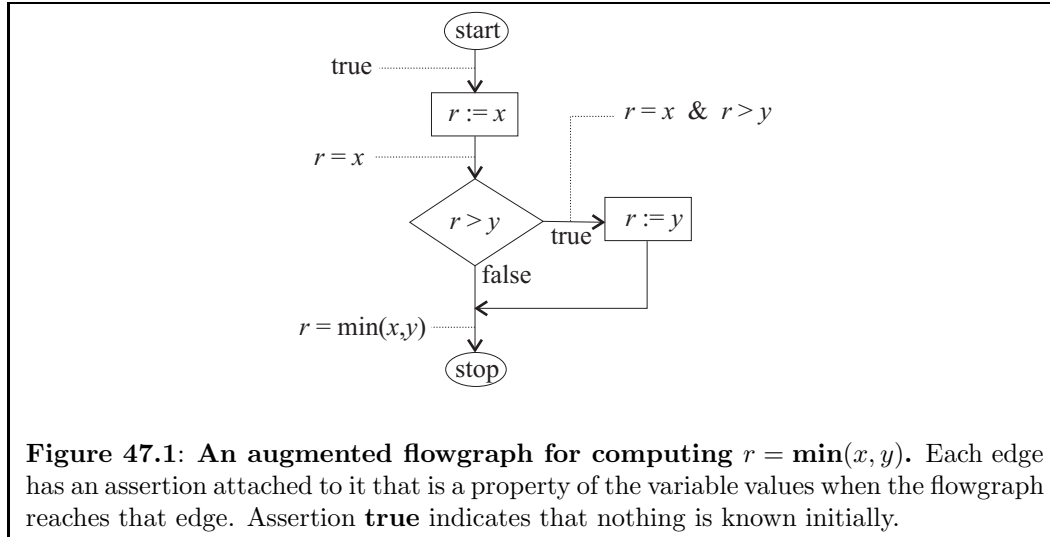 start
true
r := x
r = x & r > y
r = x
r > y
true
r := y
false
r = min(x,y)
stop
Figure 47.1: An augmented flowgraph for computing r = min(x, y). Each edge
has an assertion attached to it that is a property of the variable values when the flowgraph
reaches that edge. Assertion true indicates that nothing is known initially.